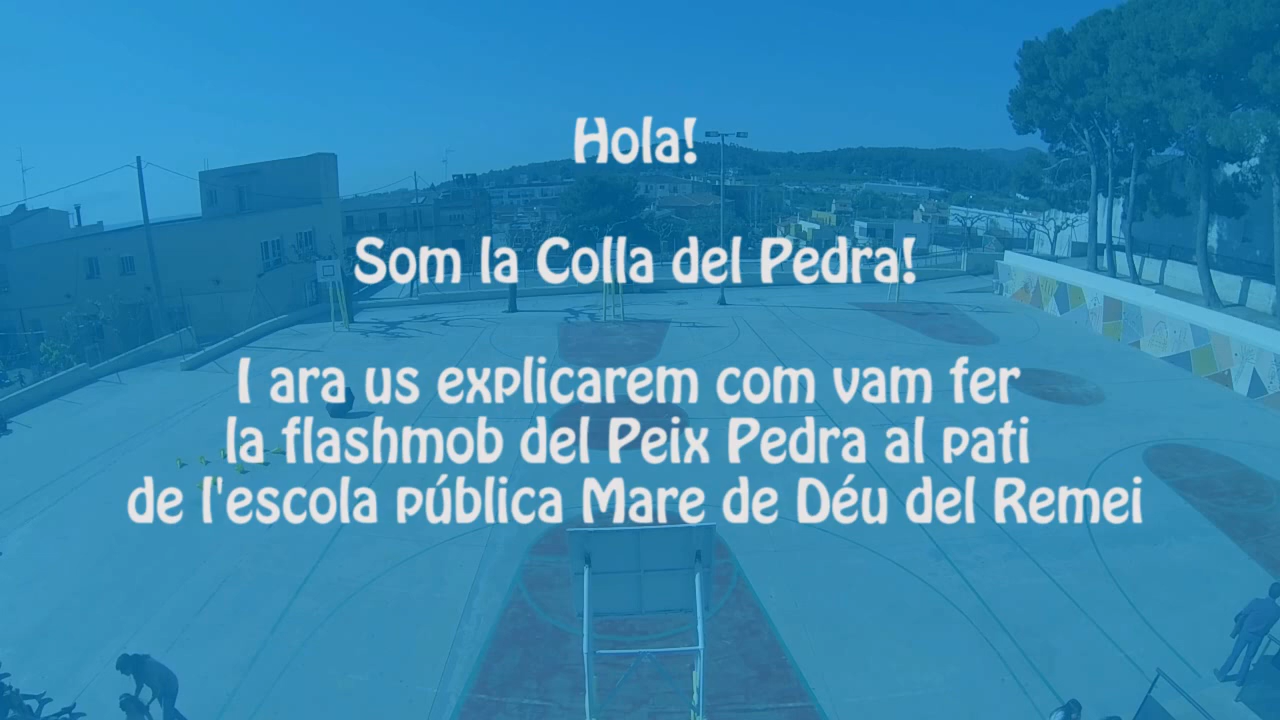 Hola!
Som la Colla del Pedra!
I ara us explicarem com vam fer
la flashmob del Peix Pedra al pati
de l'escola pública Mare de Déu del Remei